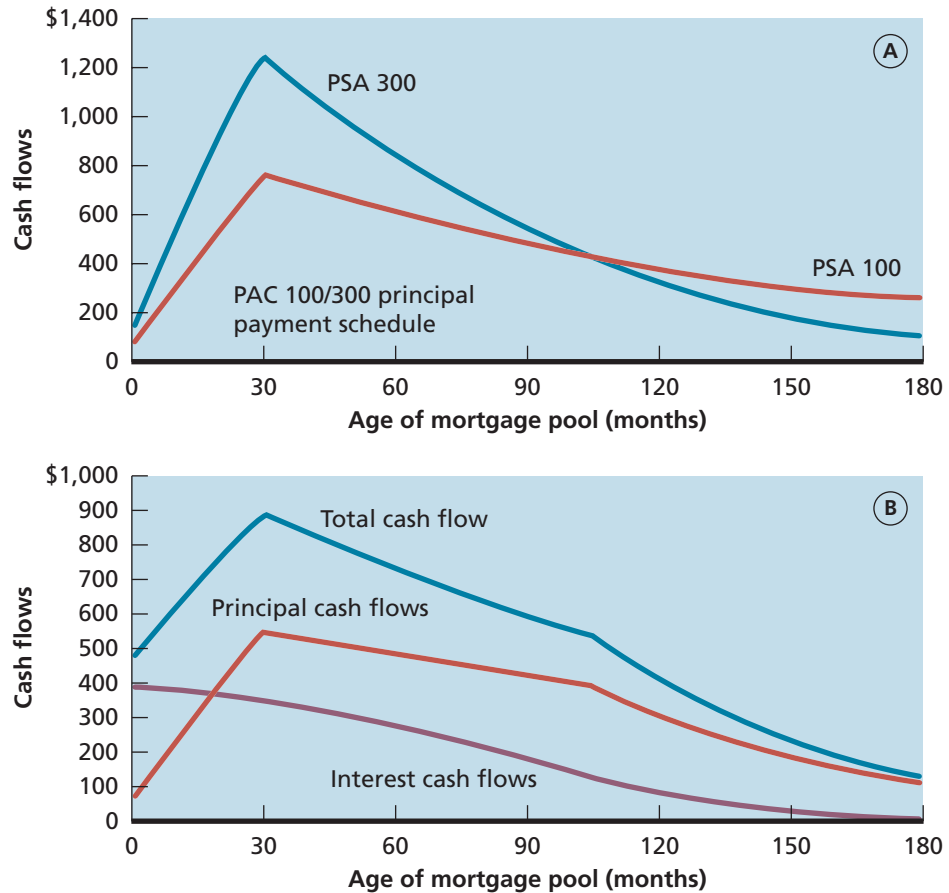 $1,400
1,200
1,000
800
600
400
200
0
Cash flows
A
PSA 300
PSA 100
PAC 100/300 principal
payment schedule
0 30 60 90 120 150 180
Age of mortgage pool (months)
$1,000
900
800
700
600
500
400
300
200
100
0
Cash flows
B
Total cash flow
Principal cash flows
Interest cash flows
0 30 60 90 120 150 180
Age of mortgage pool (months)